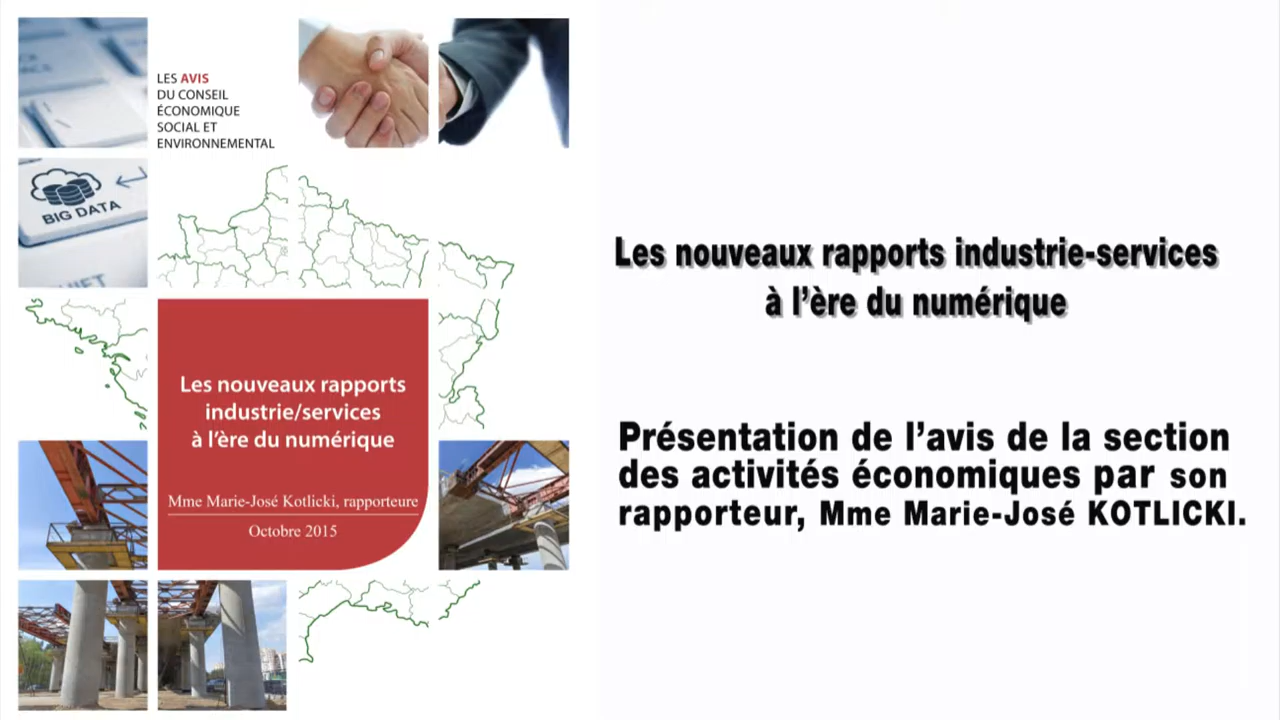 LES AVIS
DU CONSEIL
ÉCONOMIQUE
SOCIAL ET
ENVIRONNEMENTAL
BIG DATA
Les nouveaux rapports
industrie/services
à l'ère du numérique
Mme Marie-José Kotlicki, rapporteure
Octobre 2015
Les nouveaux rapports industrie-services
à l'ère du numérique
Présentation de l'avis de la section
des activités économiques par son
rapporteur, Mme Marie-José KOTLICKI.